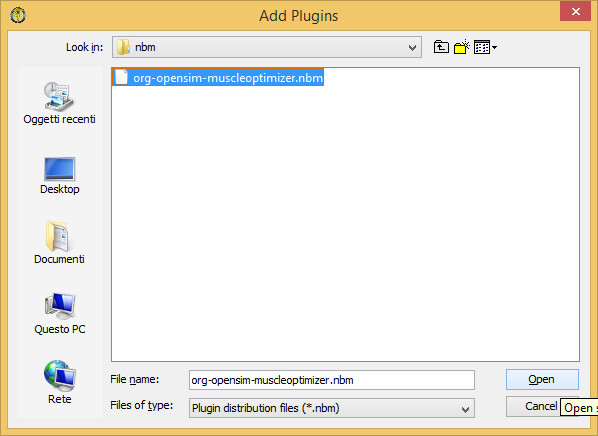 Add Plugins
Look in: nbm
org-opensim-muscleoptimizer.nbm
Oggetti recenti
Desktop
Documenti
Questo PC
Rete
File name: org-opensim-muscleoptimizer.nbm Open
Files of type: Plugin distribution files (*.nbm) Cancel
Open